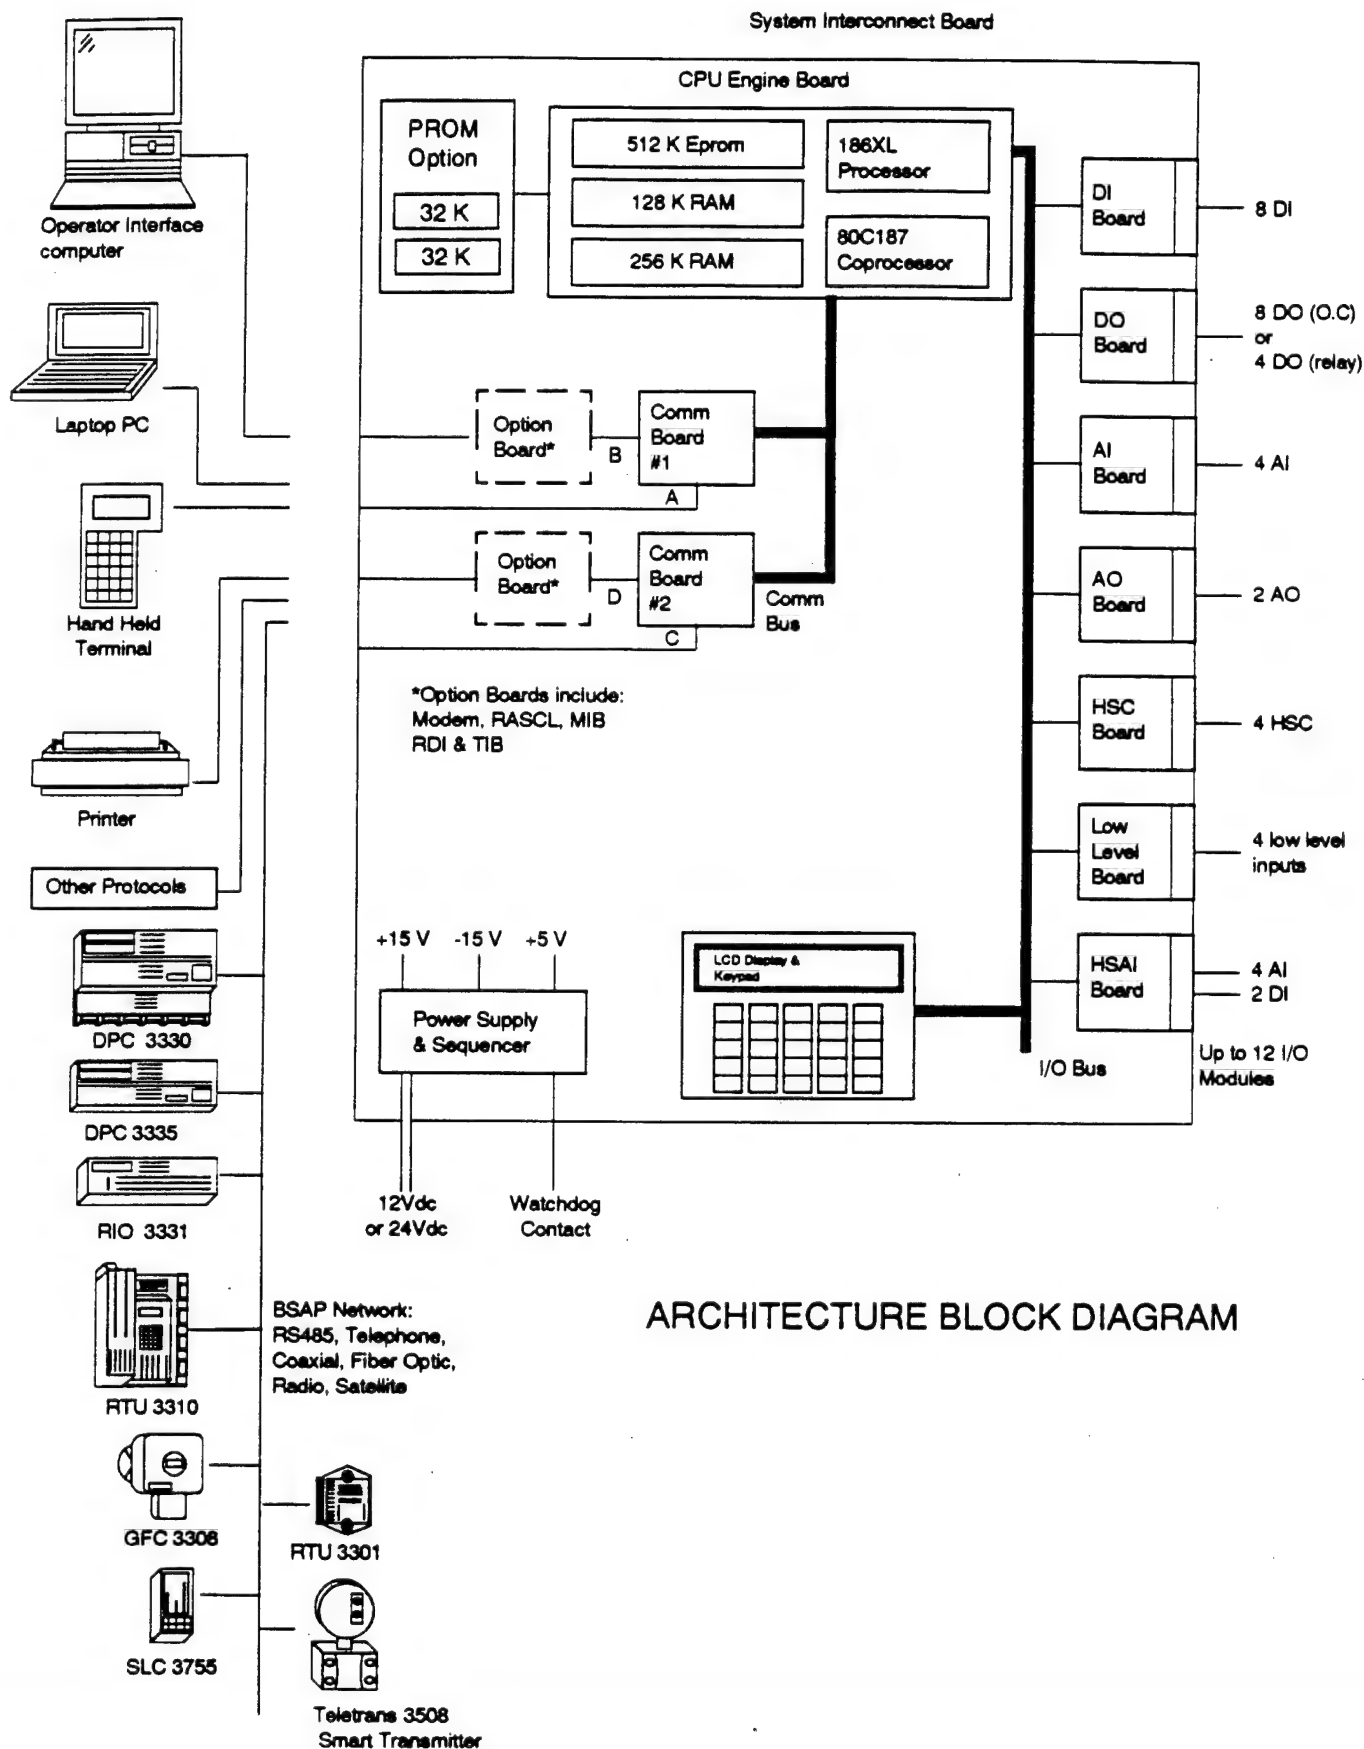 System Interconnect Board
CPU Engine Board
PROM
Option
32 K
32 K
512 K Eprom
128 K RAM
256 K RAM
186XL
Processor
80C187
Coprocessor
Operator Interface
computer
Laptop PC
Hand Held
Terminal
Printer
Other Protocols
DPC 3330
DPC 3335
RIO 3331
RTU 3310
GFC 3308
SLC 3755
BSAP Network:
RS485, Telephone,
Coaxial, Fiber Optic,
Radio, Satellite
RTU 3301
Teletrans 3508
Smart Transmitter
Option
Board*
B
Comm
Board
#1
A
Option
Board*
D
Comm
Board
#2
C
Comm
Bus
*Option Boards include:
Modem, RASCL, MIB
RDI & TIB
+15 V
-15 V
+5 V
Power Supply
& Sequencer
12Vdc
or 24Vdc
Watchdog
Contact
LCD Display &
Keypad
I/O Bus
DI
Board
8 DI
DO
Board
8 DO (O.C)
or
4 DO (relay)
AI
Board
4 AI
AO
Board
2 AO
HSC
Board
4 HSC
Low
Level
Board
4 low level
inputs
HSAI
Board
4 AI
2 DI
Up to 12 I/O
Modules
ARCHITECTURE BLOCK DIAGRAM